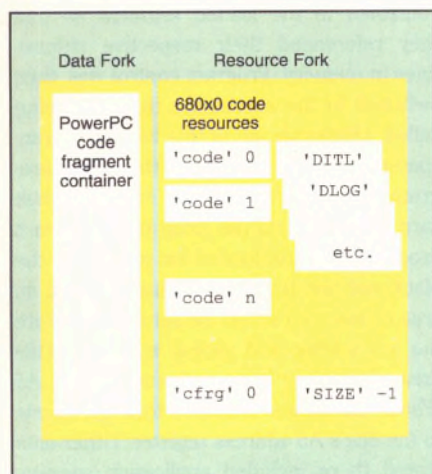 Data Fork
Resource Fork
PowerPC
code
fragment
container
680x0 code
resources
'code' 0
'DITL'
'code' 1
'DLOG'
etc.
'code' n
'cfrg' 0
'SIZE' -1